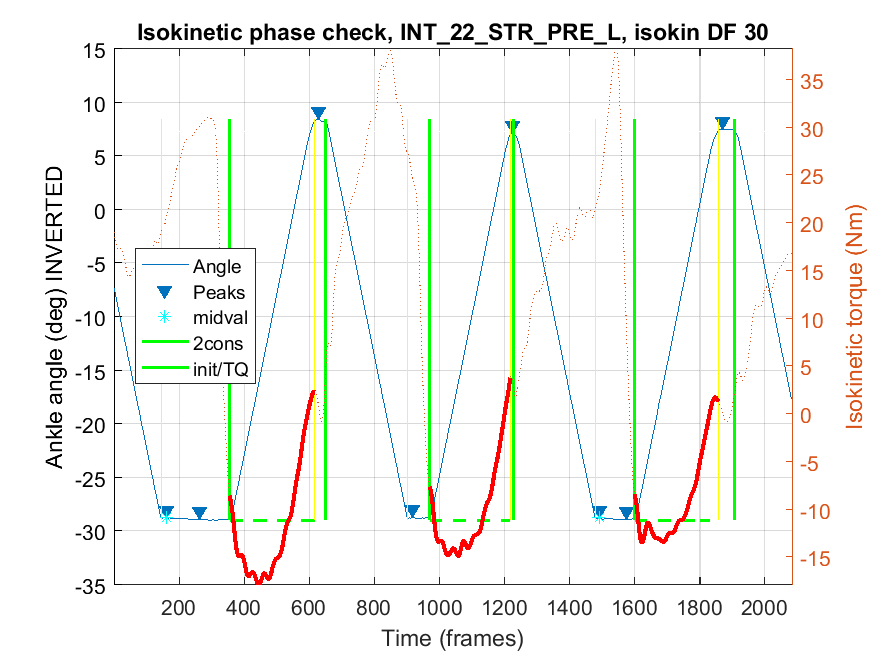 Isokinetic phase check, INT_22_STR_PRE_L, isokin DF 30
15
10
5
0
-5
-10
-15
-20
-25
-30
-35
Ankle angle (deg) INVERTED
Angle
Peaks
midval
2cons
init/TQ
35
30
25
20
15
10
5
0
-5
-10
-15
Isokinetic torque (Nm)
200 400 600 800 1000 1200 1400 1600 1800 2000
Time (frames)